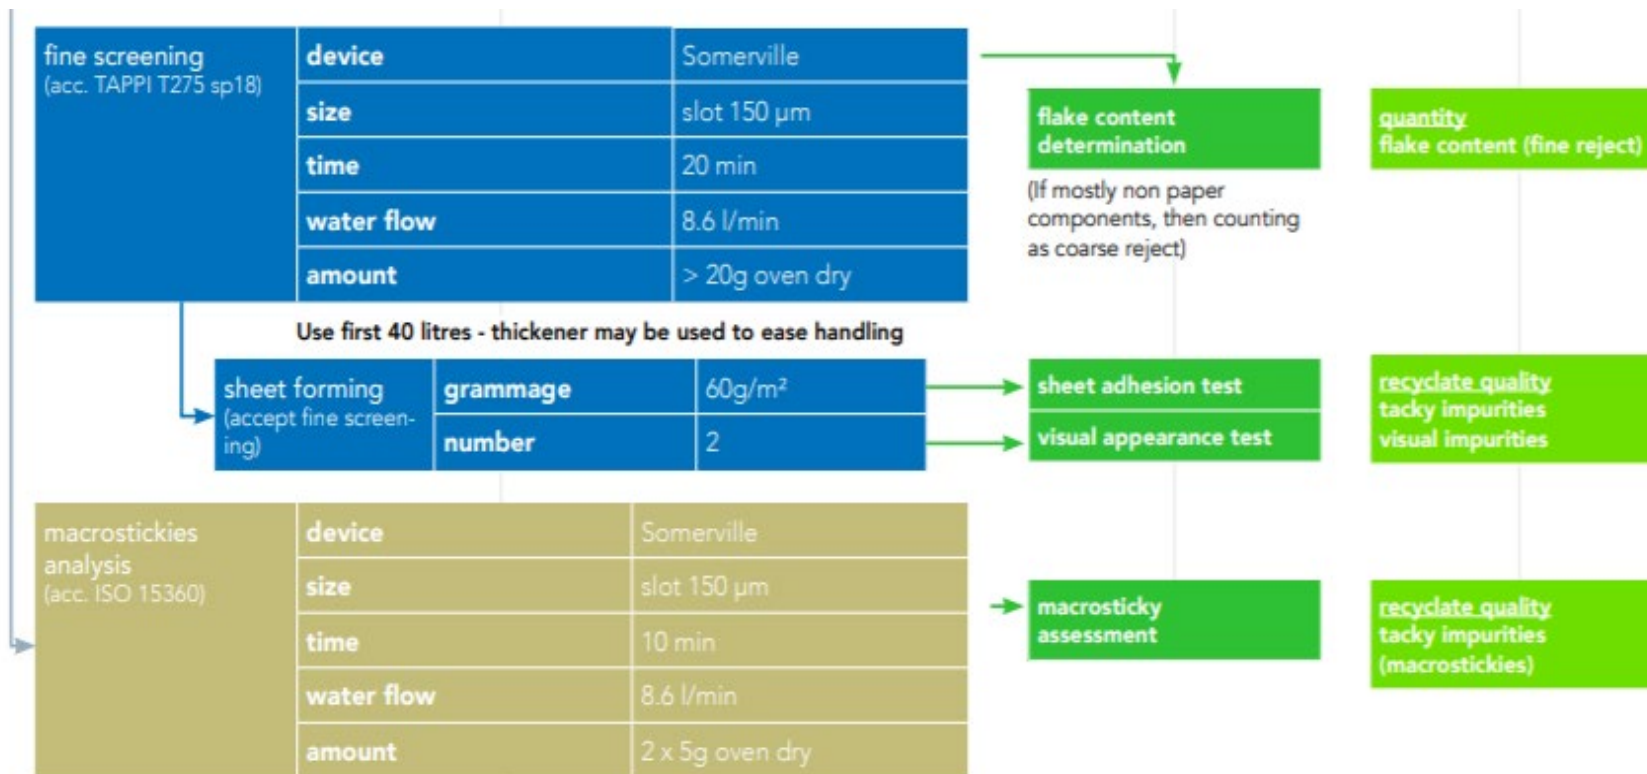 fine screening
(acc. TAPPI T275 sp18)
device Somerville
size slot 150 µm
time 20 min
water flow 8.6 l/min
amount > 20g oven dry
flake content
determination
(If mostly non paper
components, then counting
as coarse reject)
quantity
flake content (fine reject)
Use first 40 litres - thickener may be used to ease handling
sheet forming
(accept fine screen-
ing)
grammage 60g/m²
number 2
sheet adhesion test
visual appearance test
recyclate quality
tacky impurities
visual impurities
macrostickies
analysis
(acc. ISO 15360)
device Somerville
size slot 150 µm
time 10 min
water flow 8.6 l/min
amount 2 x 5g oven dry
macrosticky
assessment
recyclate quality
tacky impurities
(macrostickies)